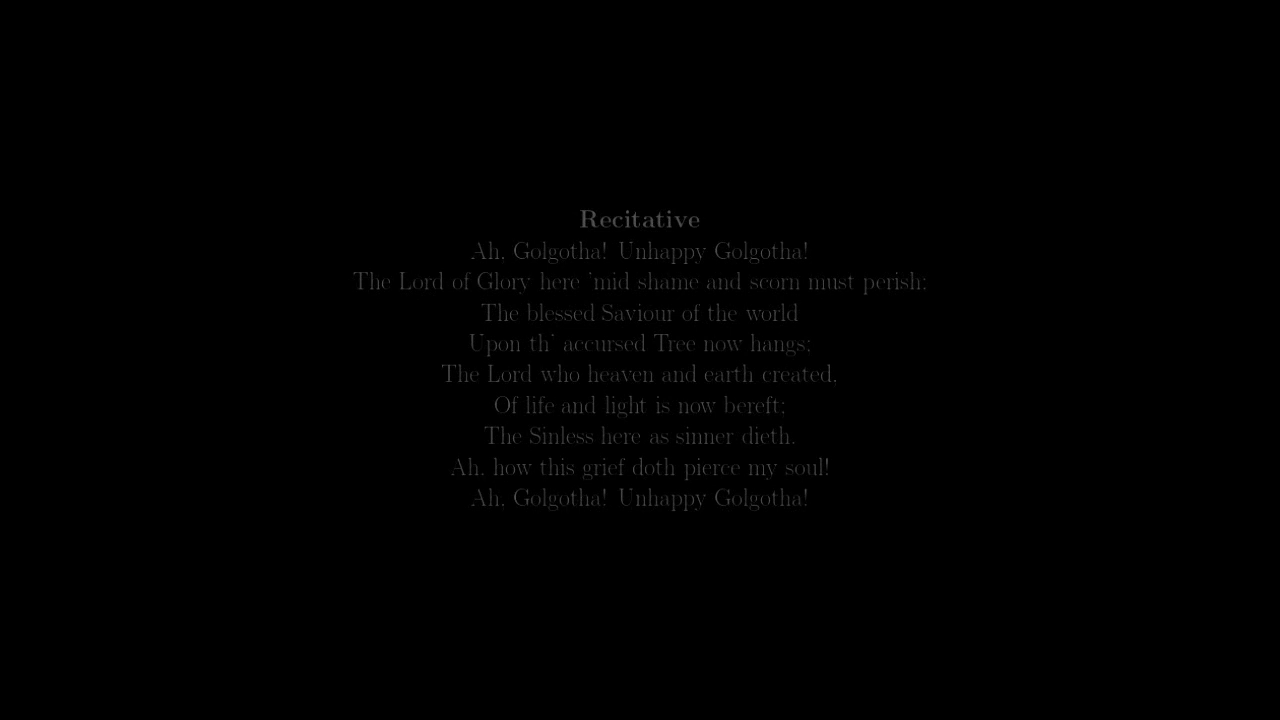 Recitative
Ah, Golgotha! Unhappy Golgotha!
The Lord of Glory here 'mid shame and scorn must perish;
The blessed Saviour of the world
Upon th' accursed Tree now hangs;
The Lord who heaven and earth created,
Of life and light is now bereft;
The Sinless here as sinner dieth.
Ah, how this grief doth pierce my soul!
Ah, Golgotha! Unhappy Golgotha!